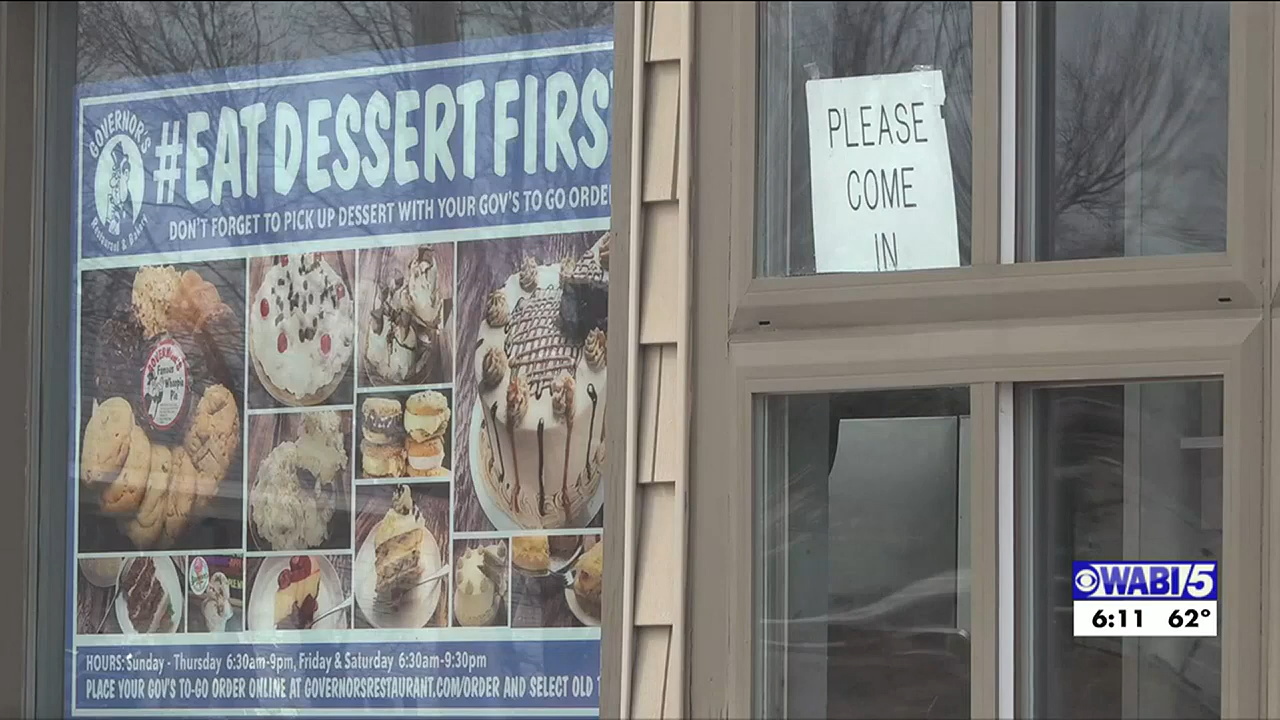 GOVERNOR'S
Restaurant & Bakery
#EAT DESSERT FIRS
DON'T FORGET TO PICK UP DESSERT WITH YOUR GOV'S TO GO ORDE
GOVERNOR'S
Famous
Whoopie
Pie
HOURS: Sunday - Thursday 6:30am-9pm, Friday & Saturday 6:30am-9:30pm
PLACE YOUR GOV'S TO-GO ORDER ONLINE AT GOVERNORSRESTAURANT.COM/ORDER AND SELECT OLD
PLEASE
COME
IN
WABI 5
6:11 62°